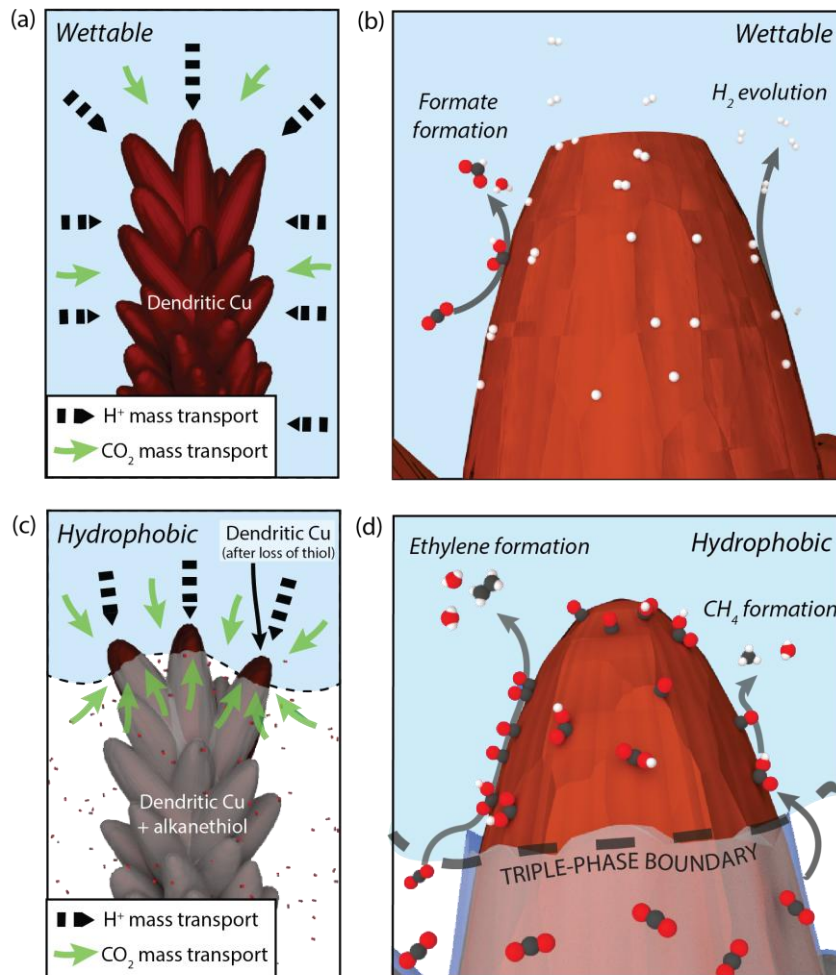 (a)
Wettable
Dendritic Cu
H⁺ mass transport
CO₂ mass transport
(b)
Wettable
Formate
formation
H₂ evolution
(c)
Hydrophobic
Dendritic Cu
(after loss of thiol)
Dendritic Cu
+ alkanethiol
H⁺ mass transport
CO₂ mass transport
(d)
Ethylene formation
Hydrophobic
CH₄ formation
TRIPLE-PHASE BOUNDARY